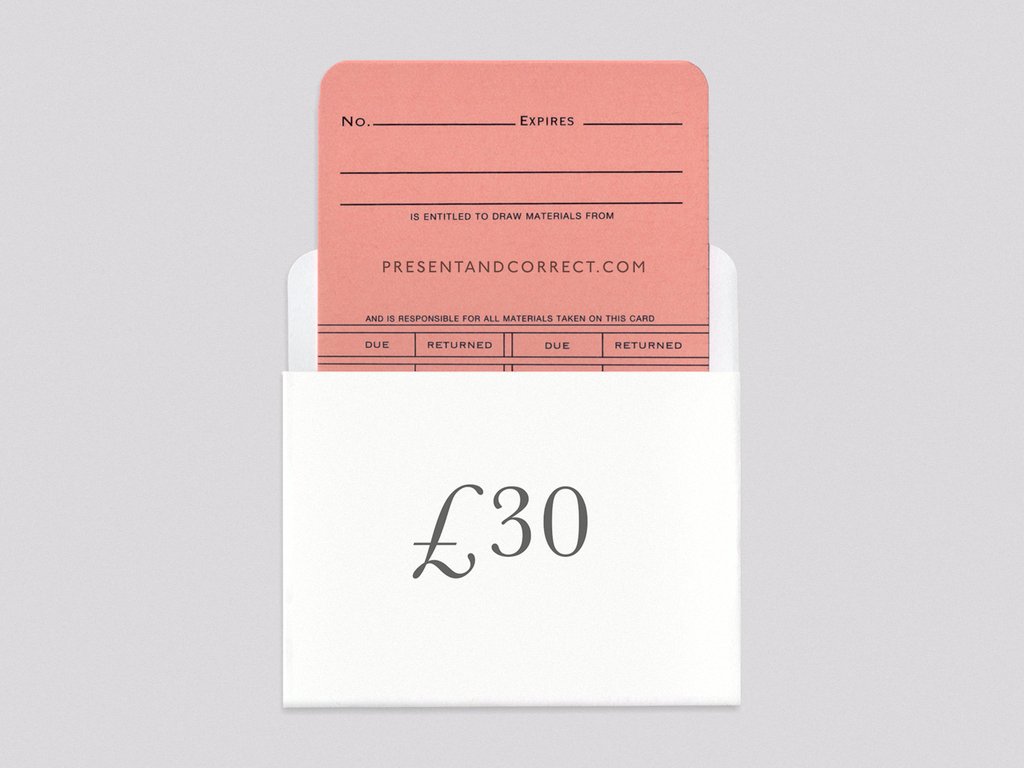 No. Expires
IS ENTITLED TO DRAW MATERIALS FROM
PRESENTANDCORRECT.COM
AND IS RESPONSIBLE FOR ALL MATERIALS TAKEN ON THIS CARD
DUE RETURNED DUE RETURNED
£30